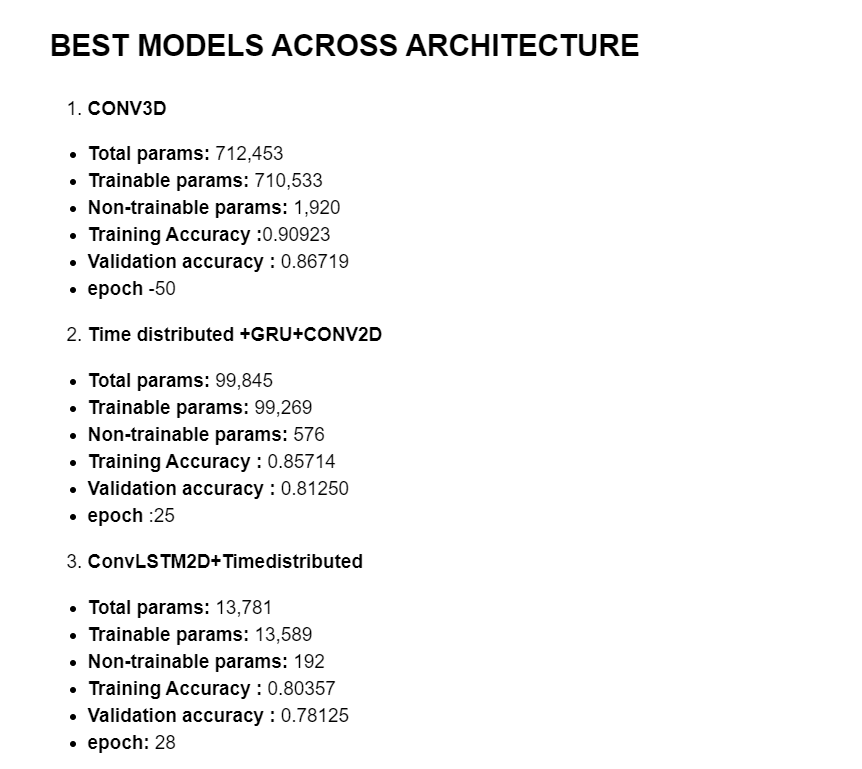 BEST MODELS ACROSS ARCHITECTURE
1. CONV3D
• Total params: 712,453
• Trainable params: 710,533
• Non-trainable params: 1,920
• Training Accuracy :0.90923
• Validation accuracy : 0.86719
• epoch -50
2. Time distributed +GRU+CONV2D
• Total params: 99,845
• Trainable params: 99,269
• Non-trainable params: 576
• Training Accuracy : 0.85714
• Validation accuracy : 0.81250
• epoch :25
3. ConvLSTM2D+Timedistributed
• Total params: 13,781
• Trainable params: 13,589
• Non-trainable params: 192
• Training Accuracy : 0.80357
• Validation accuracy : 0.78125
• epoch: 28